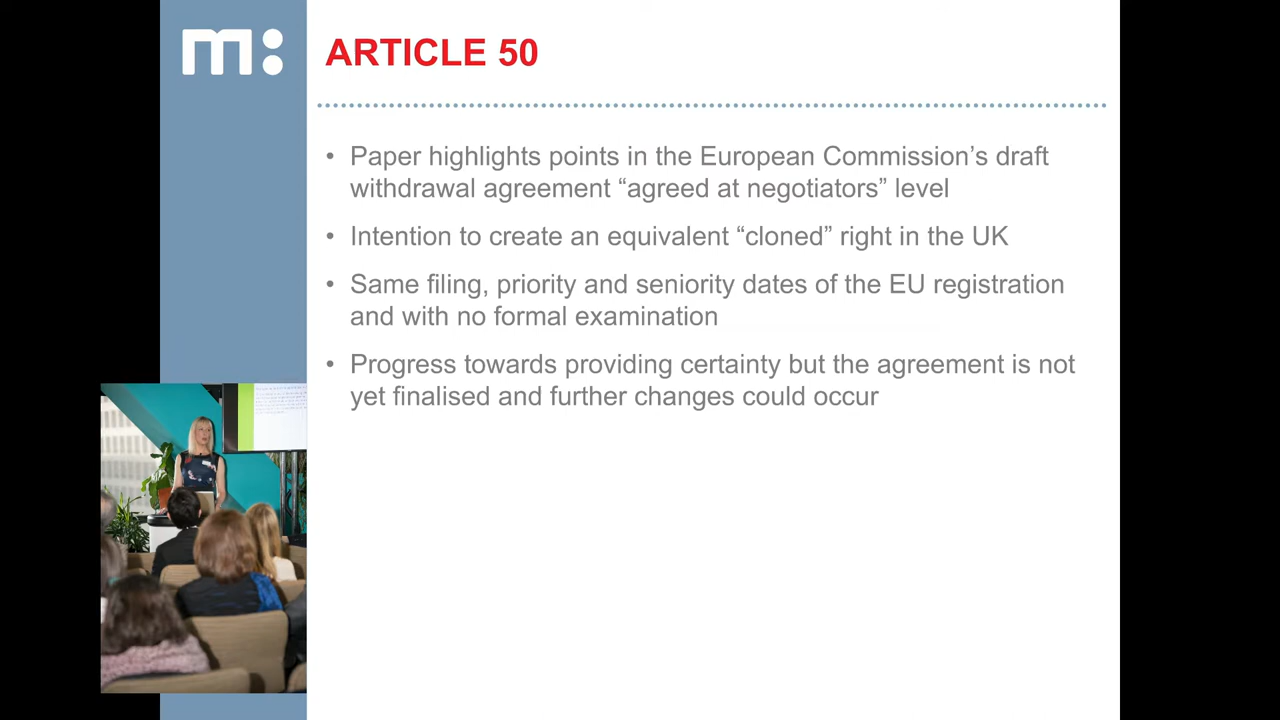 m:
ARTICLE 50
• Paper highlights points in the European Commission’s draft
withdrawal agreement “agreed at negotiators” level
• Intention to create an equivalent “cloned” right in the UK
• Same filing, priority and seniority dates of the EU registration
and with no formal examination
• Progress towards providing certainty but the agreement is not
yet finalised and further changes could occur